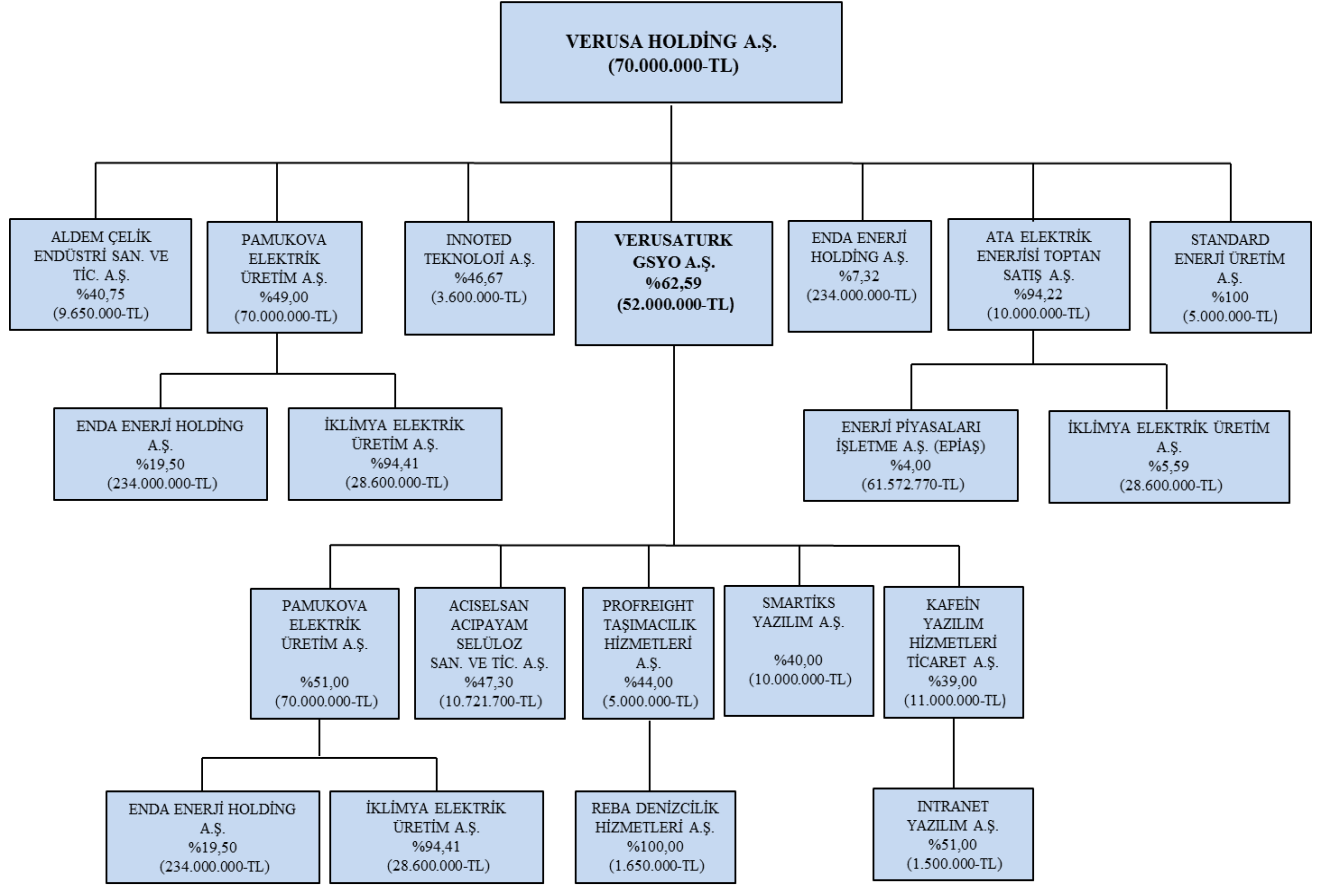 VERUSA HOLDİNG A.Ş.
(70.000.000-TL)
ALDEM ÇELİK
ENDÜSTRİ SAN. VE
TİC. A.Ş.
%40,75
(9.650.000-TL)
PAMUKOVA
ELEKTRİK
ÜRETİM A.Ş.
%49,00
(70.000.000-TL)
INNOTED
TEKNOLOJİ A.Ş.
%46,67
(3.600.000-TL)
VERUSATURK
GSYO A.Ş.
%62,59
(52.000.000-TL)
ENDA ENERJİ
HOLDİNG A.Ş.
%7,32
(234.000.000-TL)
ATA ELEKTRİK
ENERJİSİ TOPTAN
SATIŞ A.Ş.
%94,22
(10.000.000-TL)
STANDARD
ENERJİ ÜRETİM
A.Ş.
%100
(5.000.000-TL)
ENDA ENERJİ HOLDİNG
A.Ş.
%19,50
(234.000.000-TL)
İKLİMYA ELEKTRİK
ÜRETİM A.Ş.
%94,41
(28.600.000-TL)
ENERJİ PİYASALARI
İŞLETME A.Ş. (EPİAŞ)
%4,00
(61.572.770-TL)
İKLİMYA ELEKTRİK ÜRETİM
A.Ş.
%5,59
(28.600.000-TL)
PAMUKOVA
ELEKTRİK
ÜRETİM A.Ş.
%51,00
(70.000.000-TL)
ACISELSAN
ACIPAYAM
SELÜLOZ
SAN. VE TİC. A.Ş.
%47,30
(10.721.700-TL)
PROFREIGHT
TAŞIMACILIK
HİZMETLERİ
A.Ş.
%44,00
(5.000.000-TL)
SMARTİKS
YAZILIM A.Ş.
%40,00
(10.000.000-TL)
KAFEİN
YAZILIM
HİZMETLERİ
TİCARET A.Ş.
%39,00
(11.000.000-TL)
ENDA ENERJİ HOLDİNG
A.Ş.
%19,50
(234.000.000-TL)
İKLİMYA ELEKTRİK
ÜRETİM A.Ş.
%94,41
(28.600.000-TL)
REBA DENİZCİLİK
HİZMETLERİ A.Ş.
%100,00
(1.650.000-TL)
INTRANET
YAZILIM A.Ş.
%51,00
(1.500.000-TL)